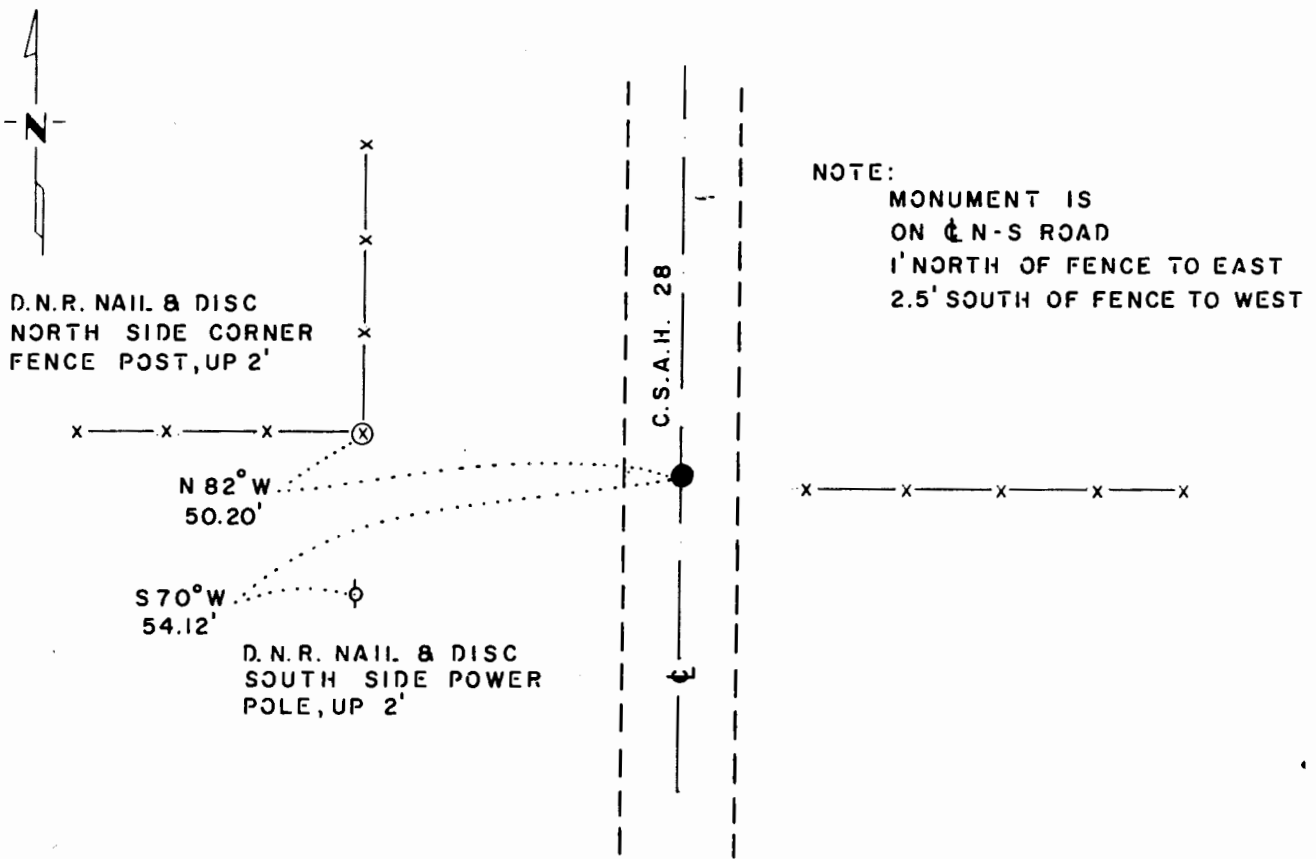 N
NOTE:
MONUMENT IS
ON ℄ N-S ROAD
1' NORTH OF FENCE TO EAST
2.5' SOUTH OF FENCE TO WEST
D.N.R. NAIL & DISC
NORTH SIDE CORNER
FENCE POST, UP 2'
C.S.A.H. 28
N 82° W
50.20'
S 70° W
54.12'
D.N.R. NAIL & DISC
SOUTH SIDE POWER
POLE, UP 2'
℄